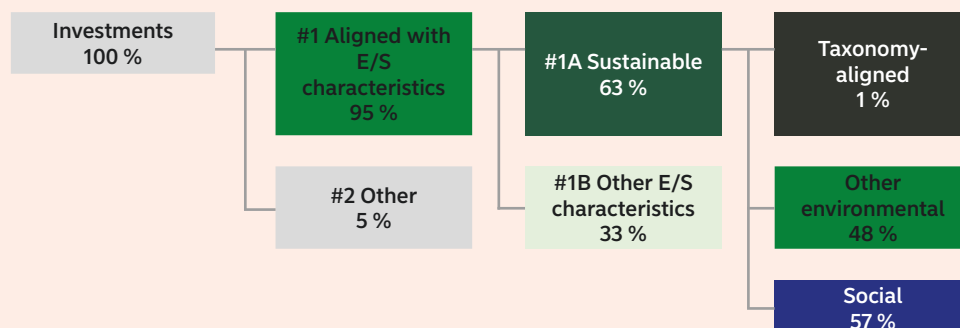 Investments
100 %
#1 Aligned with
E/S
characteristics
95 %
#1A Sustainable
63 %
Taxonomy-
aligned
1 %
#2 Other
5 %
#1B Other E/S
characteristics
33 %
Other
environmental
48 %
Social
57 %